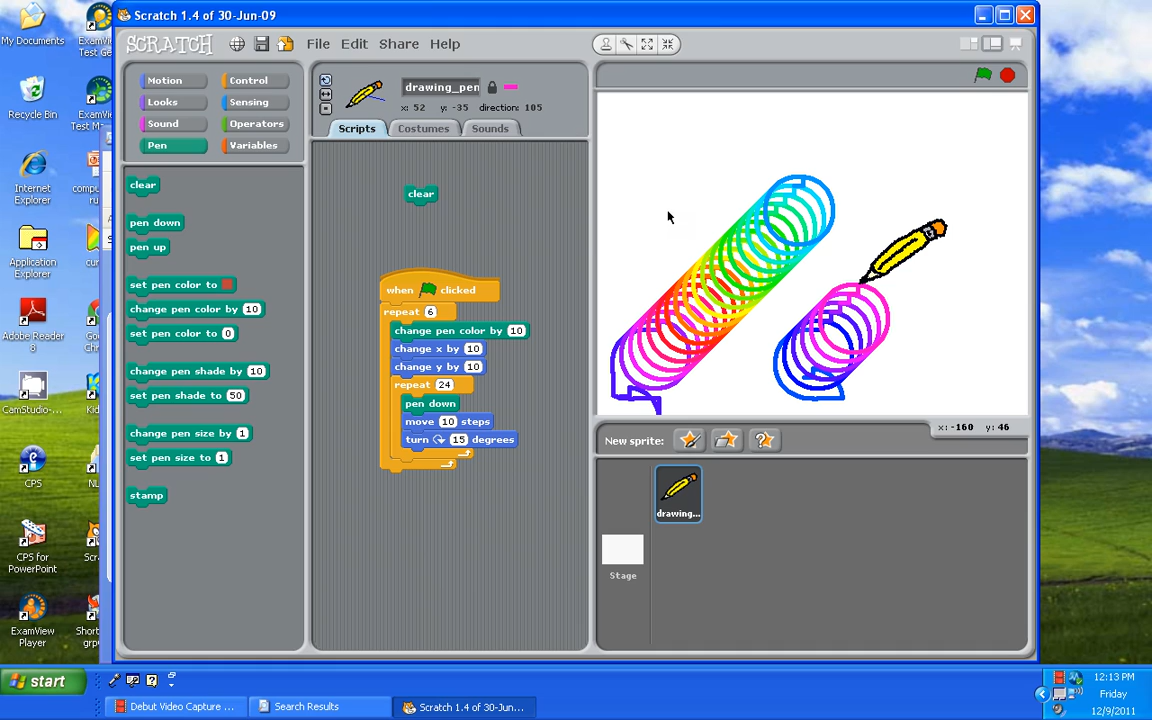 Scratch 1.4 of 30-Jun-09
SCRATCH File Edit Share Help
Motion Control
Looks Sensing
Sound Operators
Pen Variables
clear
pen down
pen up
set pen color to
change pen color by 10
set pen color to 0
change pen shade by 10
set pen shade to 50
change pen size by 1
set pen size to 1
stamp
drawing_pen
x: 52 y: -35 direction: 105
Scripts Costumes Sounds
clear
when clicked
repeat 6
change pen color by 10
change x by 10
change y by 10
repeat 24
pen down
move 10 steps
turn 15 degrees
x: -160 y: 46
New sprite:
drawing...
Stage
My Documents
Recycle Bin
Internet
Explorer
Application
Explorer
Adobe Reader
CamStudio-...
CPS
CPS for
PowerPoint
ExamView
Player
ExamView
Test
ExamView
Test
start
Debut Video Capture ...
Search Results
Scratch 1.4 of 30-Jun...
12:13 PM
Friday
12/9/2011